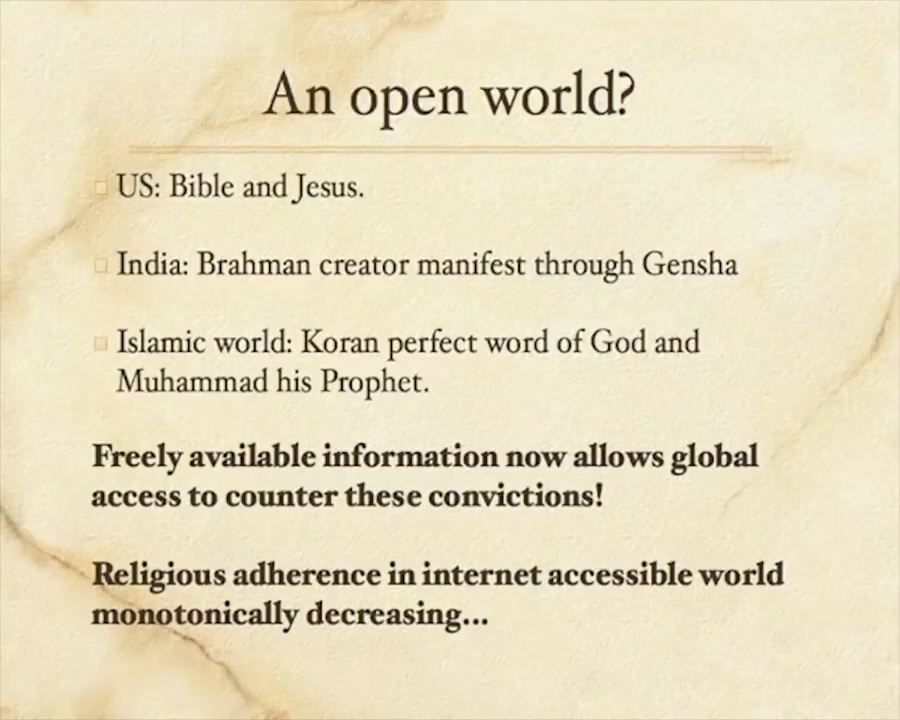 An open world?
US: Bible and Jesus.
India: Brahman creator manifest through Gensha
Islamic world: Koran perfect word of God and
Muhammad his Prophet.
Freely available information now allows global
access to counter these convictions!
Religious adherence in internet accessible world
monotonically decreasing...